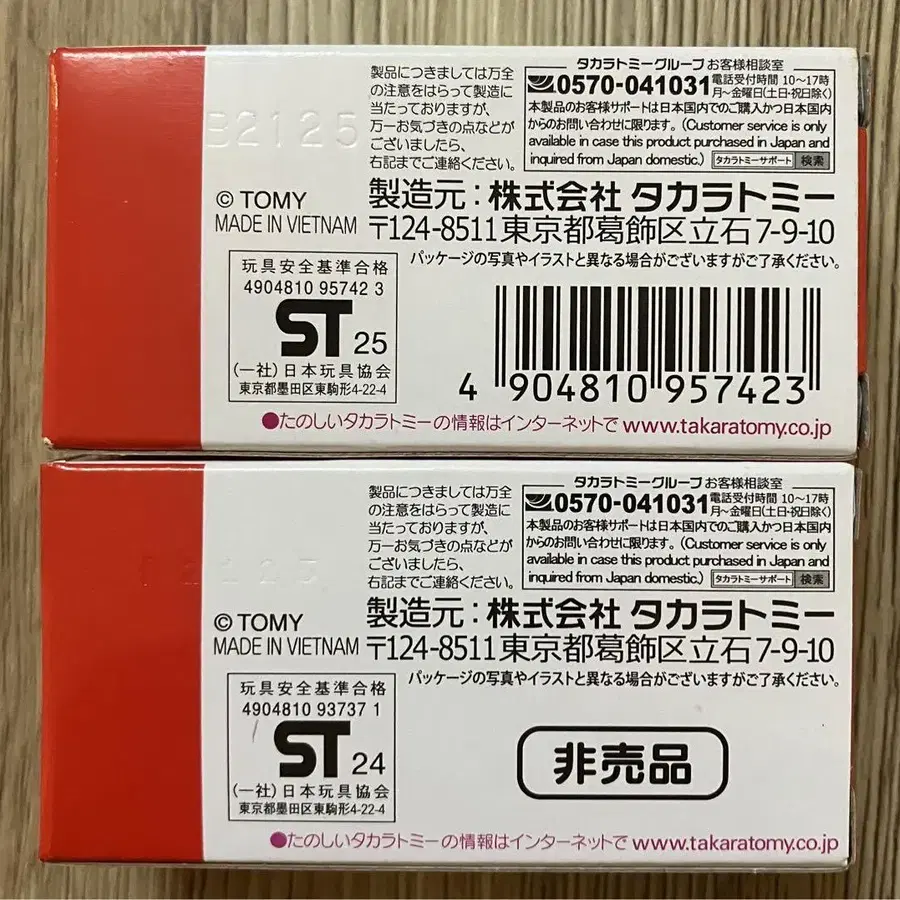 B2125
製品につきましては万全
の注意をはらって製造に
当たっておりますが、
万一お気づきの点などが
ございましたら、
右記までご連絡ください。
タカラトミーグループ お客様相談室
0570-041031 電話受付時間 10〜17時
月〜金曜日(土日・祝日除く)
本製品のお客様サポートは日本国内でのご購入かつ日本国内
からのお問い合わせに限ります。(Customer service is only
available in case this product purchased in Japan and
inquired from Japan domestic.) タカラトミーサポート 検索
© TOMY
MADE IN VIETNAM
製造元：株式会社 タカラトミー
〒124-8511 東京都葛飾区立石7-9-10
パッケージの写真やイラストと異なる場合がございますがご了承ください。
玩具安全基準合格
4904810 95742 3
ST 25
(一社)日本玩具協会
東京都墨田区東駒形4-22-4
4 904810 957423
●たのしいタカラトミーの情報はインターネットで www.takaratomy.co.jp
製品につきましては万全
の注意をはらって製造に
当たっておりますが、
万一お気づきの点などが
ございましたら、
右記までご連絡ください。
タカラトミーグループ お客様相談室
0570-041031 電話受付時間 10〜17時
月〜金曜日(土日・祝日除く)
本製品のお客様サポートは日本国内でのご購入かつ日本国内
からのお問い合わせに限ります。(Customer service is only
available in case this product purchased in Japan and
inquired from Japan domestic.) タカラトミーサポート 検索
© TOMY
MADE IN VIETNAM
製造元：株式会社 タカラトミー
〒124-8511 東京都葛飾区立石7-9-10
パッケージの写真やイラストと異なる場合がございますがご了承ください。
玩具安全基準合格
4904810 93737 1
ST 24
(一社)日本玩具協会
東京都墨田区東駒形4-22-4
非売品
●たのしいタカラトミーの情報はインターネットで www.takaratomy.co.jp